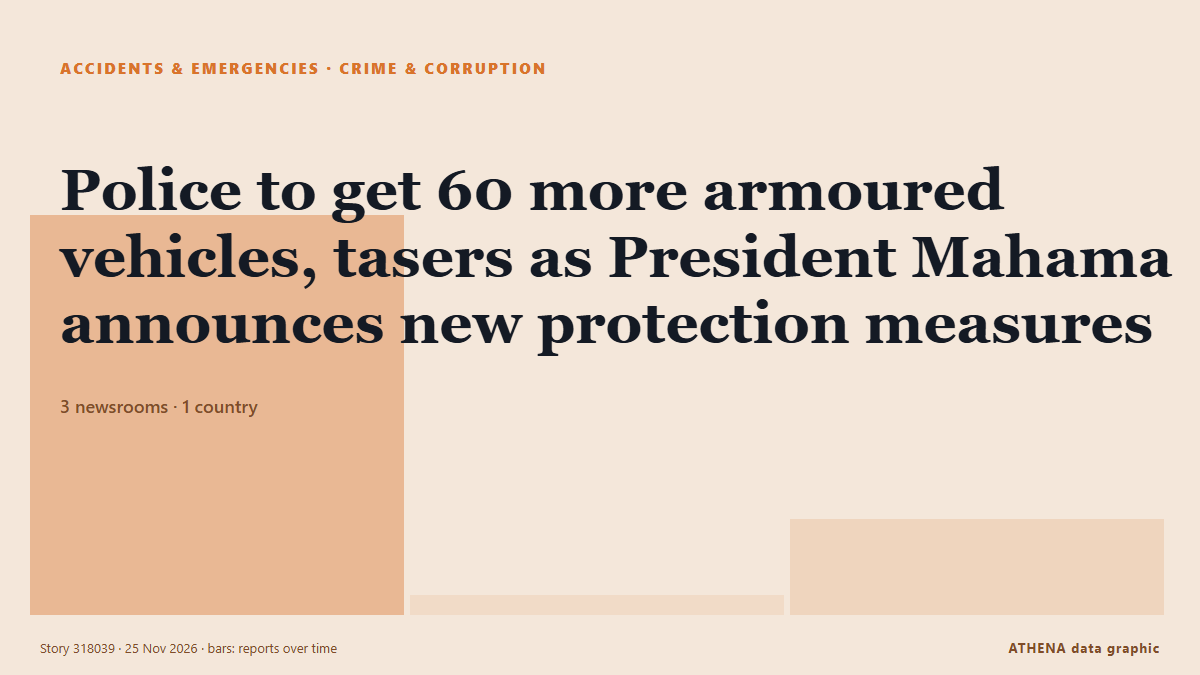 ACCIDENTS & EMERGENCIES · CRIME & CORRUPTION
Police to get 60 more armoured
vehicles, tasers as President Mahama
announces new protection measures
3 newsrooms · 1 country
Story 318039 · 25 Nov 2026 · bars: reports over time
ATHENA data graphic